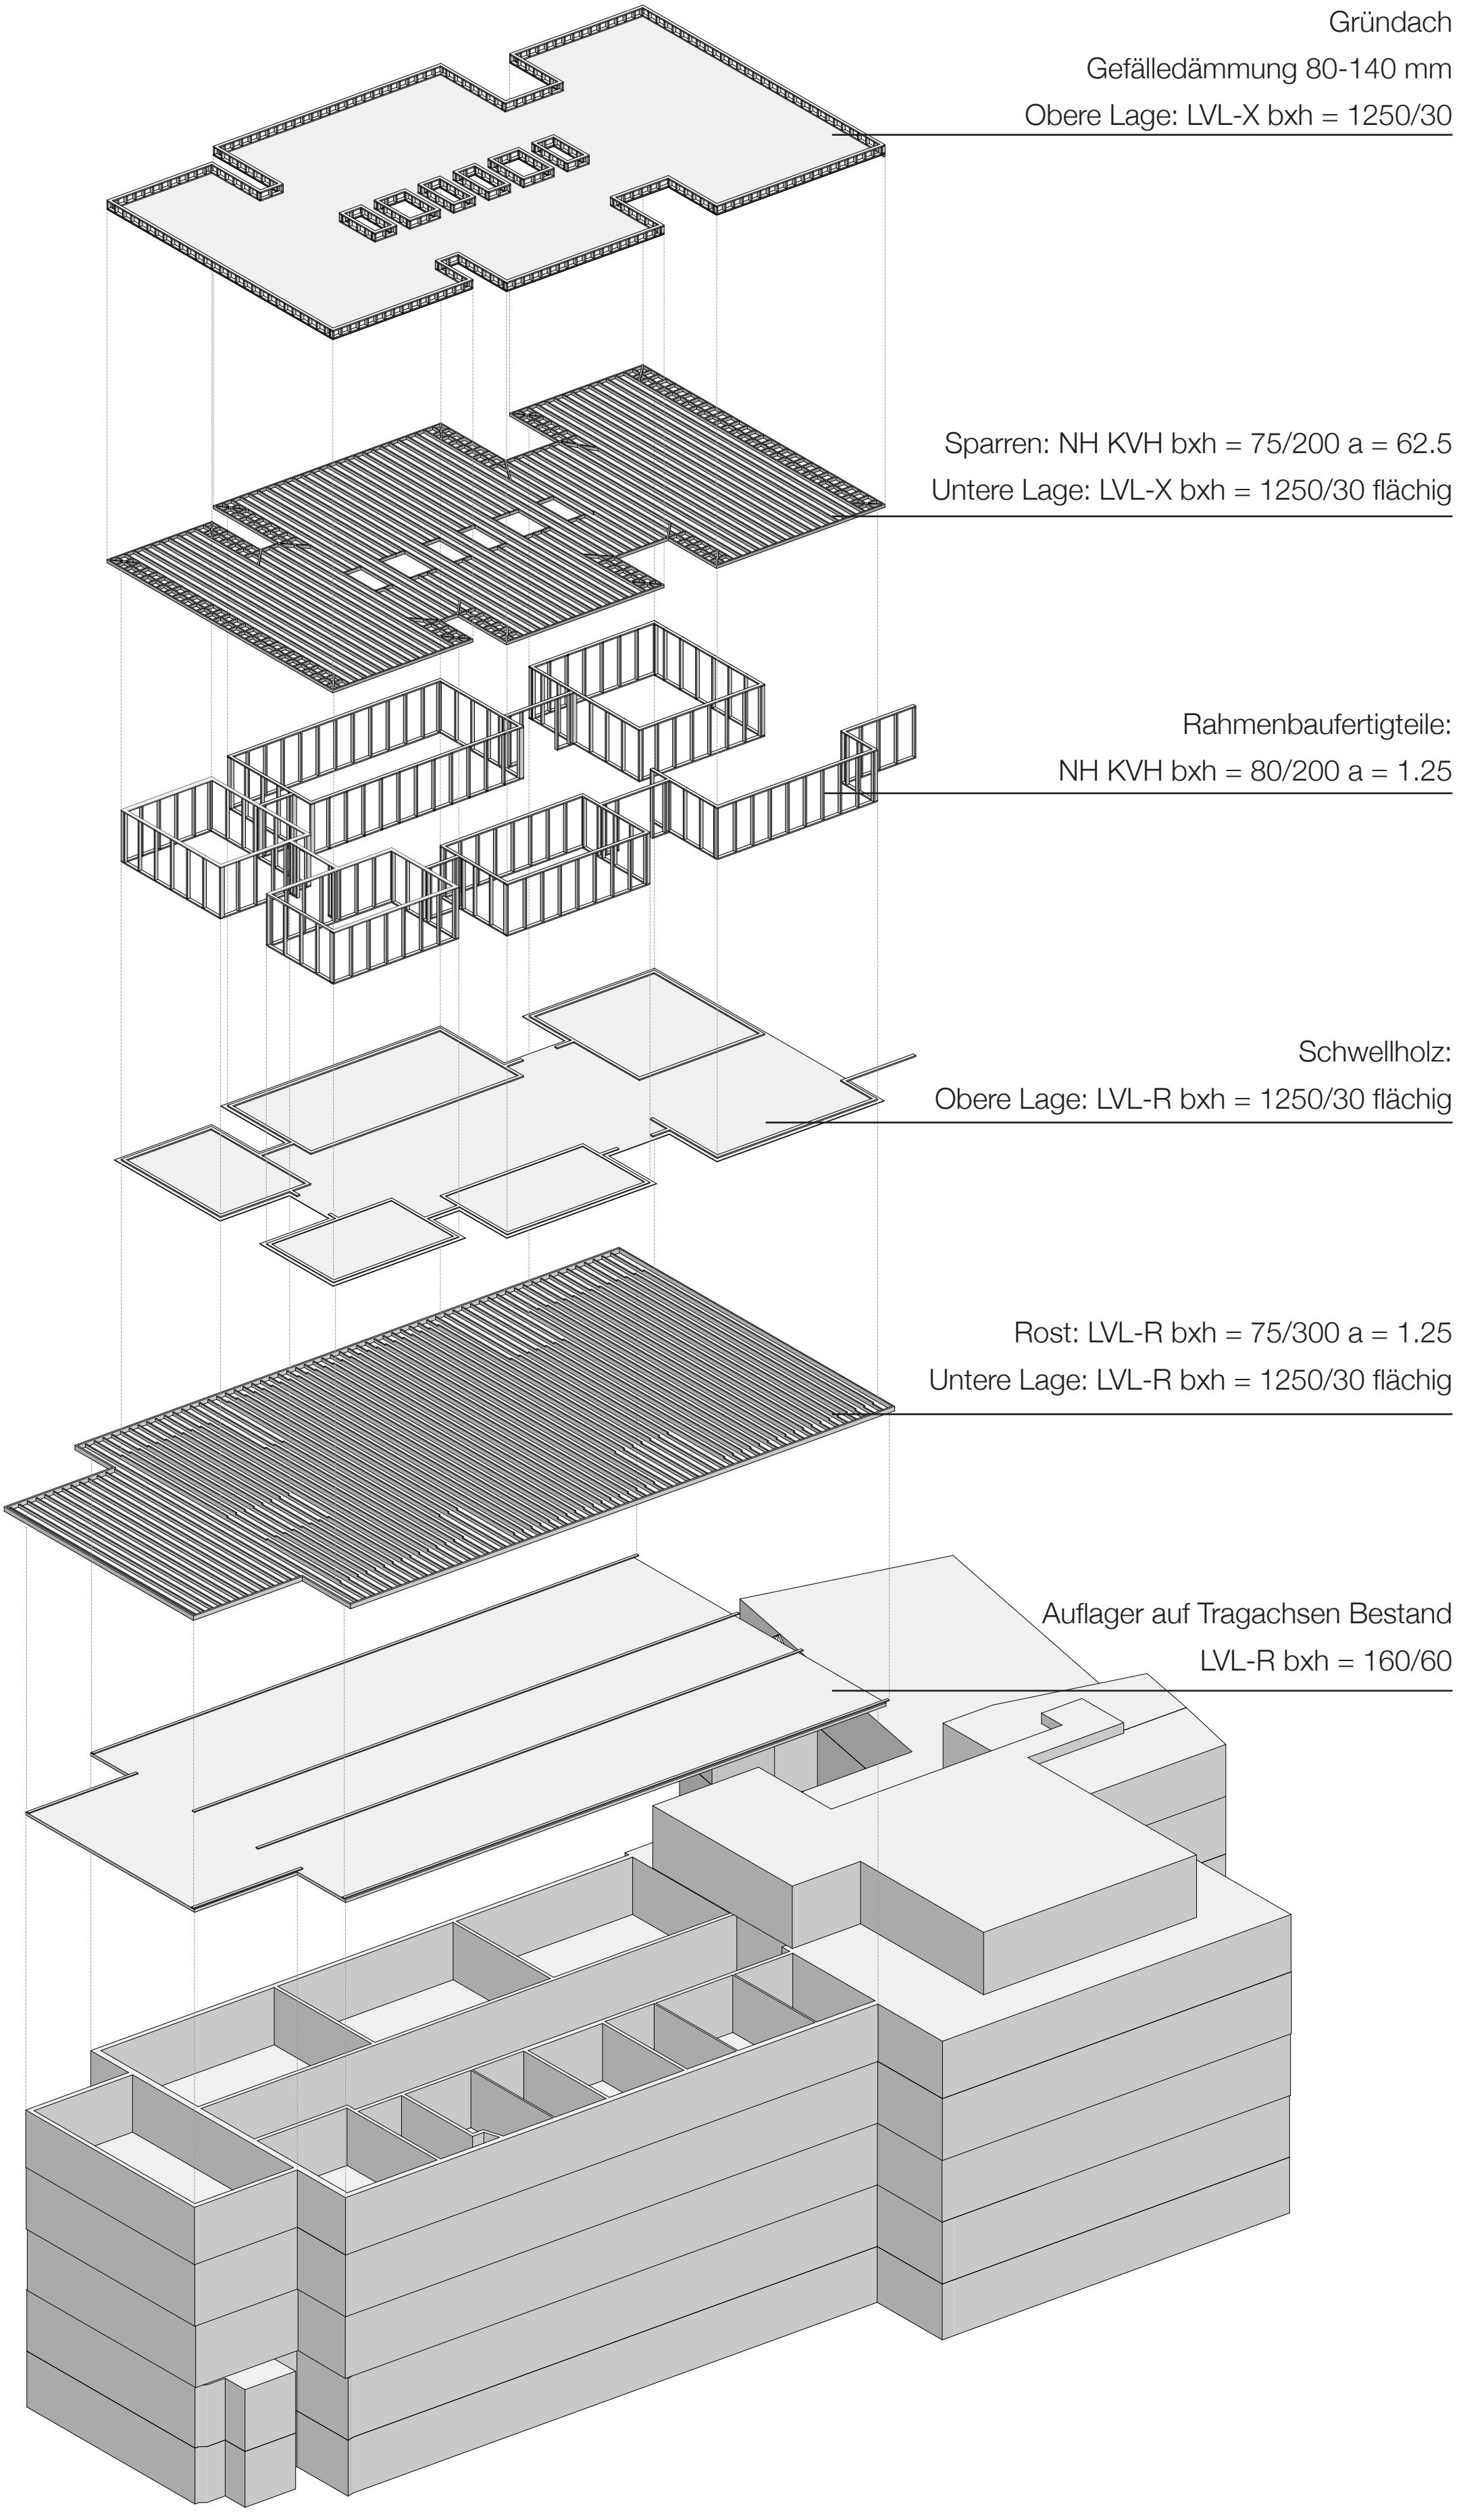 Gründach
Gefälledämmung 80-140 mm
Obere Lage: LVL-X bxh = 1250/30
Sparren: NH KVH bxh = 75/200 a = 62.5
Untere Lage: LVL-X bxh = 1250/30 flächig
Rahmenbaufertigteile:
NH KVH bxh = 80/200 a = 1.25
Schwellholz:
Obere Lage: LVL-R bxh = 1250/30 flächig
Rost: LVL-R bxh = 75/300 a = 1.25
Untere Lage: LVL-R bxh = 1250/30 flächig
Auflager auf Tragachsen Bestand
LVL-R bxh = 160/60